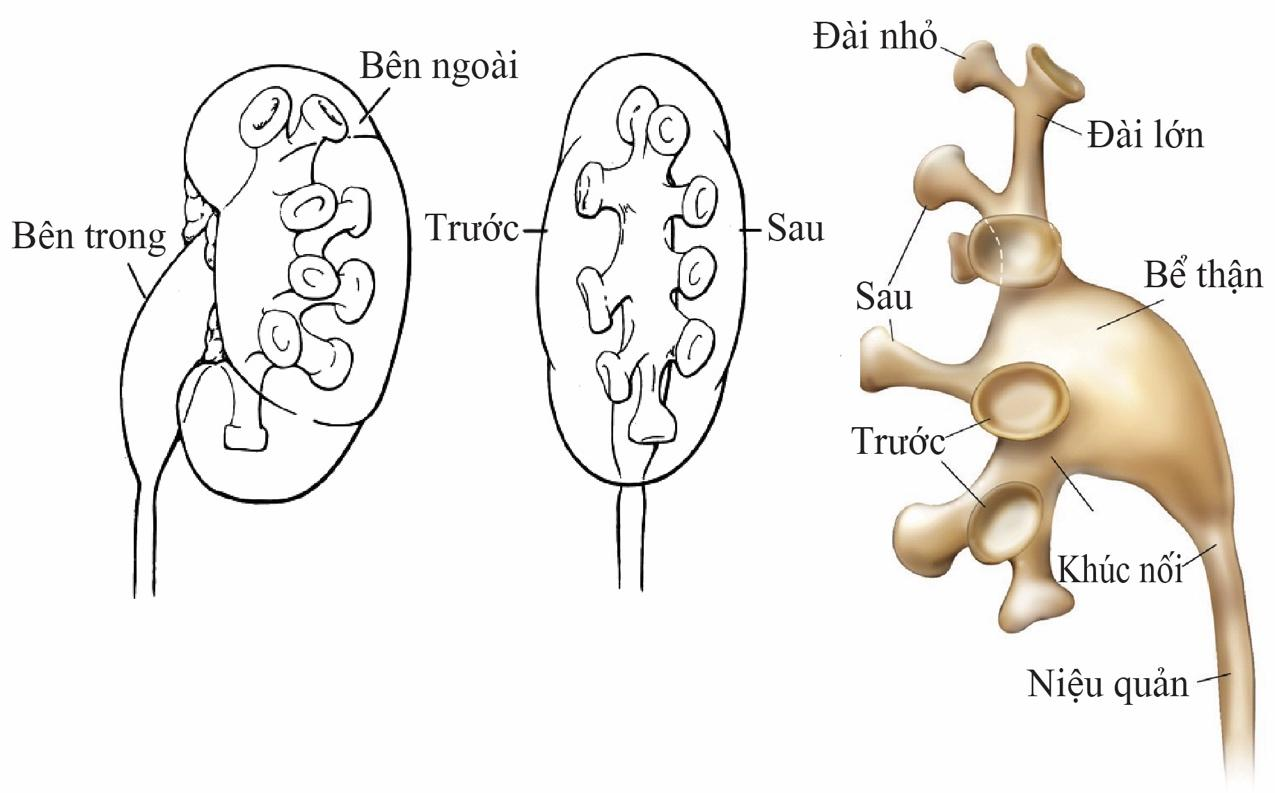 Bên ngoài
Bên trong
Trước
Sau
Đài nhỏ
Đài lớn
Sau
Bể thận
Trước
Khúc nối
Niệu quản